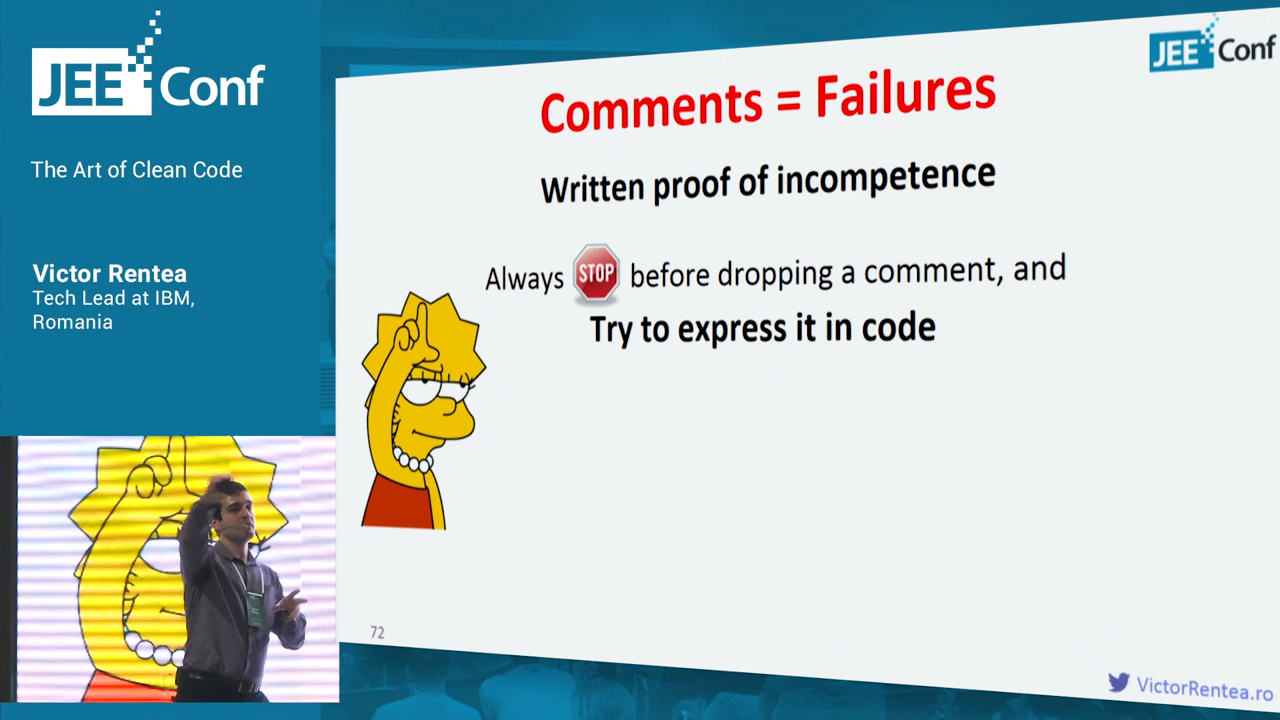 JEE Conf
The Art of Clean Code
Victor Rentea
Tech Lead at IBM,
Romania
JEE Conf
Comments = Failures
Written proof of incompetence
Always STOP before dropping a comment, and
Try to express it in code
72
VictorRentea.ro